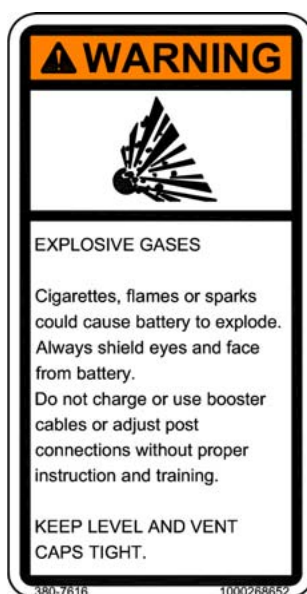 WARNING
EXPLOSIVE GASES
Cigarettes, flames or sparks
could cause battery to explode.
Always shield eyes and face
from battery.
Do not charge or use booster
cables or adjust post
connections without proper
instruction and training.
KEEP LEVEL AND VENT
CAPS TIGHT.
380-7616 1000268652